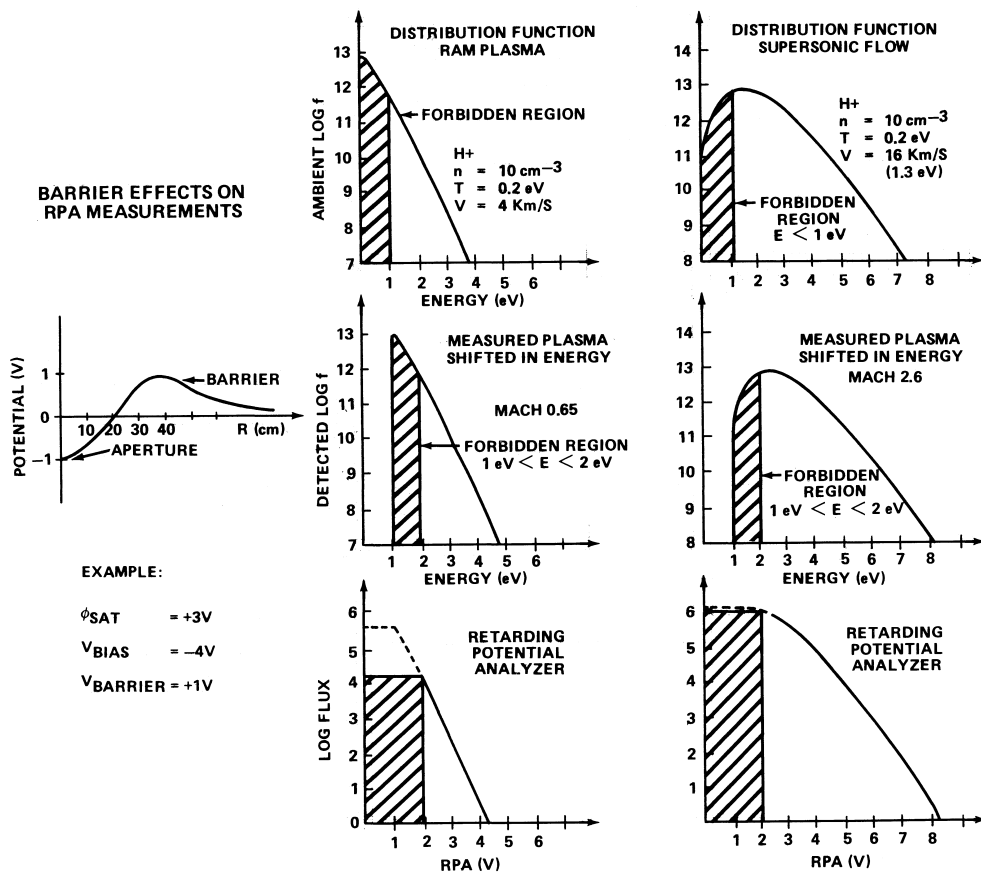 BARRIER EFFECTS ON
RPA MEASUREMENTS
POTENTIAL (V)
1
0
−1
10
20
30
40
R (cm)
BARRIER
APERTURE
EXAMPLE:
ϕSAT = +3V
VBIAS = −4V
VBARRIER = +1V
DISTRIBUTION FUNCTION
RAM PLASMA
AMBIENT LOG f
13
12
11
10
9
8
7
FORBIDDEN REGION
H+
n = 10 cm−3
T = 0.2 eV
V = 4 Km/S
1 2 3 4 5 6
ENERGY (eV)
DISTRIBUTION FUNCTION
SUPERSONIC FLOW
14
13
12
11
10
9
8
H+
n = 10 cm−3
T = 0.2 eV
V = 16 Km/S
(1.3 eV)
FORBIDDEN
REGION
E < 1 eV
1 2 3 4 5 6 7 8
ENERGY (eV)
MEASURED PLASMA
SHIFTED IN ENERGY
MACH 0.65
DETECTED LOG f
13
12
11
10
9
8
7
FORBIDDEN REGION
1 eV < E < 2 eV
1 2 3 4 5 6
ENERGY (eV)
MEASURED PLASMA
SHIFTED IN ENERGY
MACH 2.6
14
13
12
11
10
9
8
FORBIDDEN
REGION
1 eV < E < 2 eV
1 2 3 4 5 6 7 8
ENERGY (eV)
RETARDING
POTENTIAL
ANALYZER
LOG FLUX
6
5
4
3
2
1
0
1 2 3 4 5 6
RPA (V)
RETARDING
POTENTIAL
ANALYZER
6
5
4
3
2
1
1 2 3 4 5 6 7 8
RPA (V)